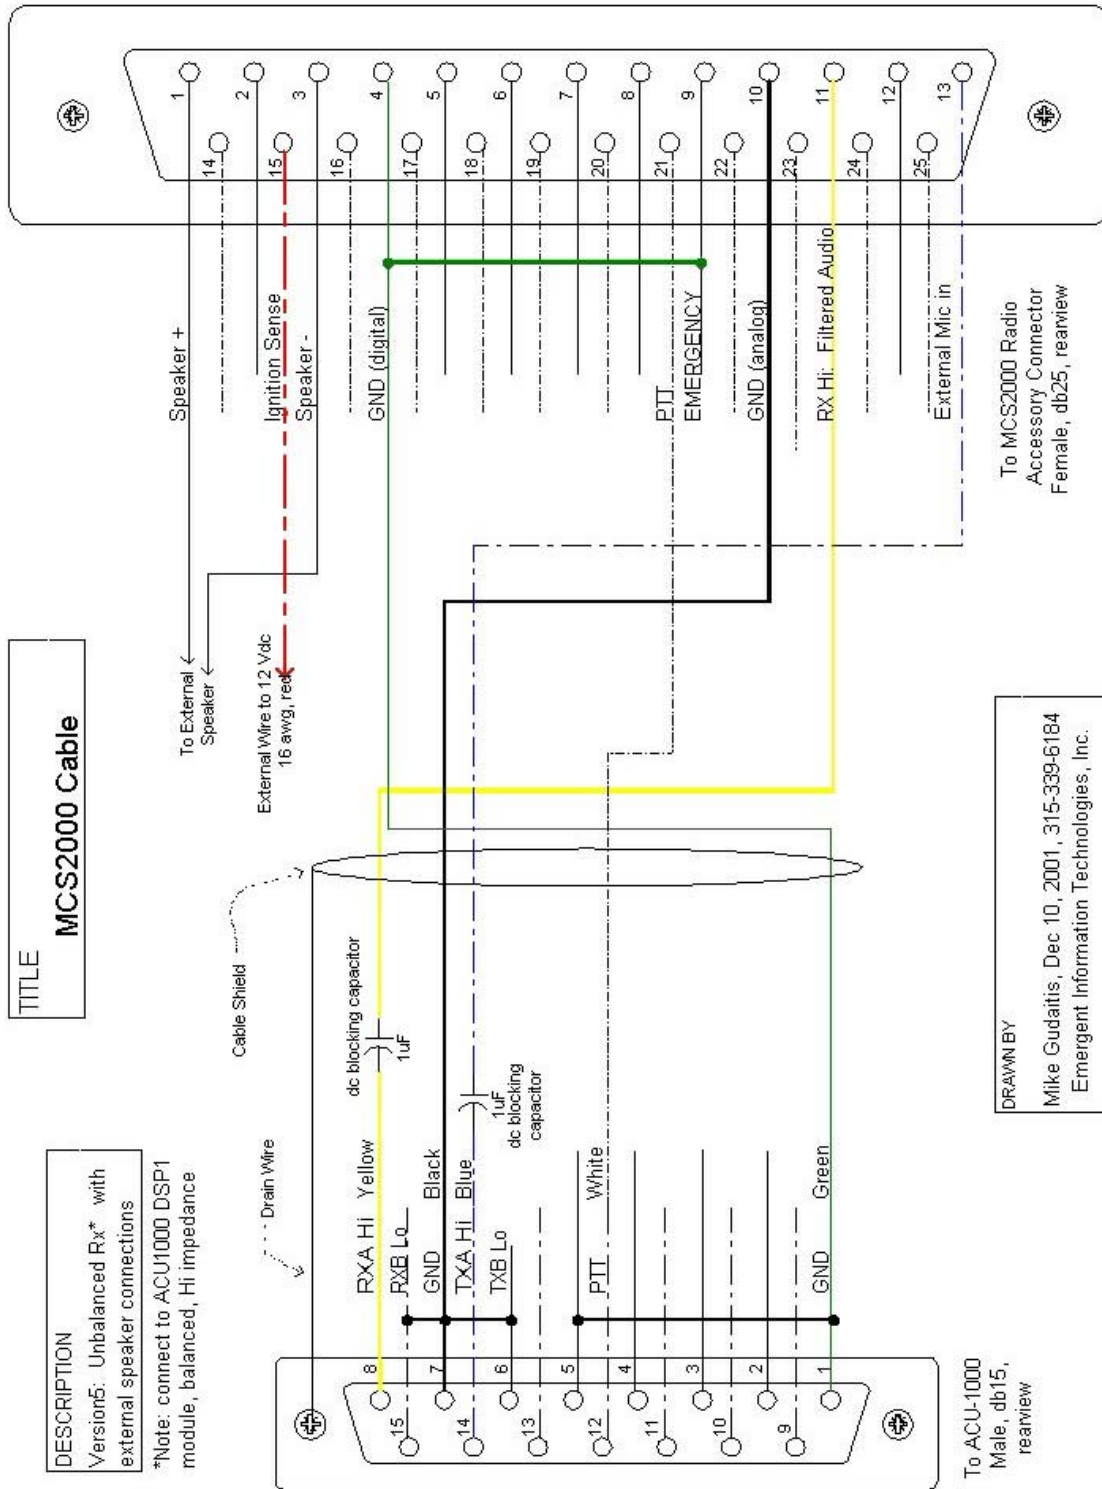 TITLE
MCS2000 Cable
DESCRIPTION
Version5: Unbalanced Rx* with
external speaker connections
*Note: connect to ACU1000 DSP1
module, balanced, Hi impedance
DRAWN BY
Mike Gudaitis, Dec 10, 2001, 315-339-6184
Emergent Information Technologies, Inc.
1
2
3
4
5
6
7
8
9
10
11
12
13
14
15
16
17
18
19
20
21
22
23
24
25
Speaker +
Ignition Sense
Speaker -
GND (digital)
PTT
EMERGENCY
GND (analog)
RX Hi: Filtered Audio
External Mic in
To MCS2000 Radio
Accessory Connector
Female, db25, rearview
To External
Speaker
External Wire to 12 Vdc
16 awg, red
Cable Shield
Drain Wire
dc blocking capacitor
1uF
1uF
dc blocking
capacitor
RXA Hi Yellow
RXB Lo
GND Black
TXA Hi Blue
TXB Lo
PTT White
GND Green
8
7
6
5
4
3
2
1
15
14
13
12
11
10
9
To ACU-1000
Male, db15,
rearview